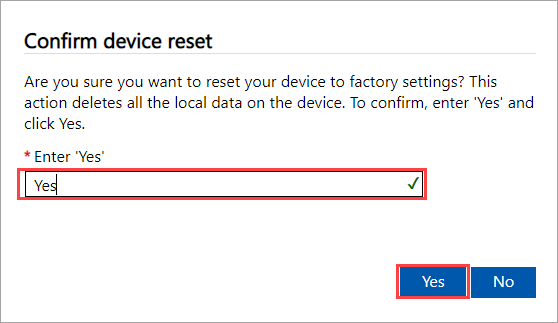 Confirm device reset
Are you sure you want to reset your device to factory settings? This
action deletes all the local data on the device. To confirm, enter 'Yes' and
click Yes.
* Enter 'Yes'
Yes
Yes No